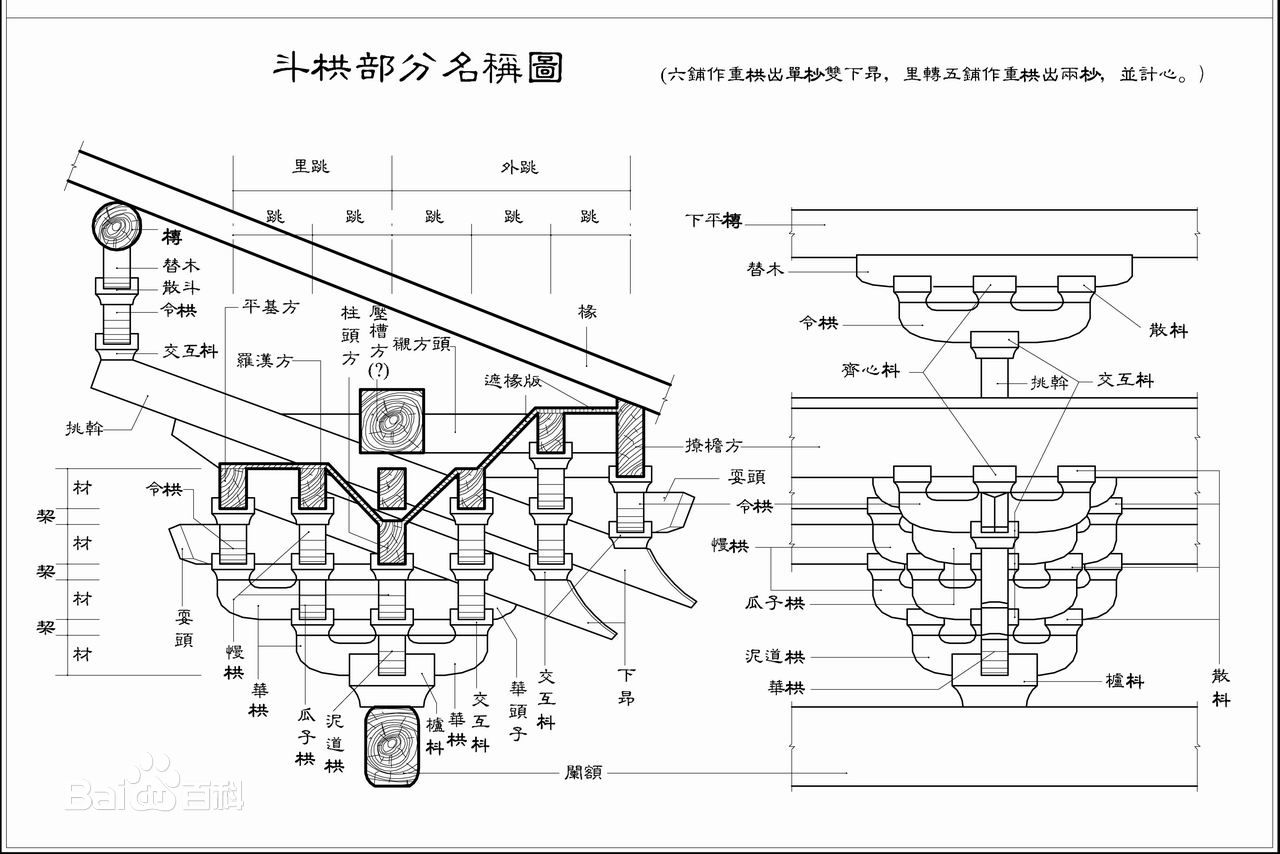 斗栱部分名稱圖
(六鋪作重栱出單杪雙下昂，里轉五鋪作重栱出兩杪，並計心。)
里跳
外跳
跳
跳
跳
跳
跳
槫
替木
散斗
令栱
交互枓
平基方
羅漢方
柱頭方
壓槽方(?)
襯方頭
椽
遮椽版
挑斡
撩檐方
耍頭
令栱
材
栔
材
栔
材
栔
材
令栱
耍頭
慢栱
華栱
瓜子栱
泥道栱
櫨枓
華栱
交互枓
華頭子
交互枓
下昂
闌額
下平槫
替木
令栱
散枓
齊心枓
挑斡
交互枓
慢栱
瓜子栱
泥道栱
華栱
櫨枓
散枓
Bai百科